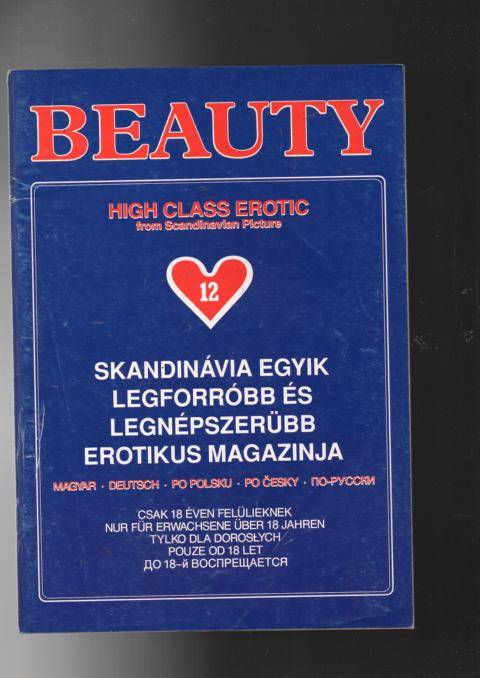 BEAUTY
HIGH CLASS EROTIC
from Scandinavian Picture
12
SKANDINÁVIA EGYIK
LEGFORRÓBB ÉS
LEGNÉPSZERÜBB
EROTIKUS MAGAZINJA
MAGYAR · DEUTSCH · PO POLSKU · PO ČESKY · ПО-РУССКИ
CSAK 18 ÉVEN FELÜLIEKNEK
NUR FÜR ERWACHSENE ÜBER 18 JAHREN
TYLKO DLA DOROSŁYCH
POUZE OD 18 LET
ДО 18-й ВОСПРЕЩАЕТСЯ